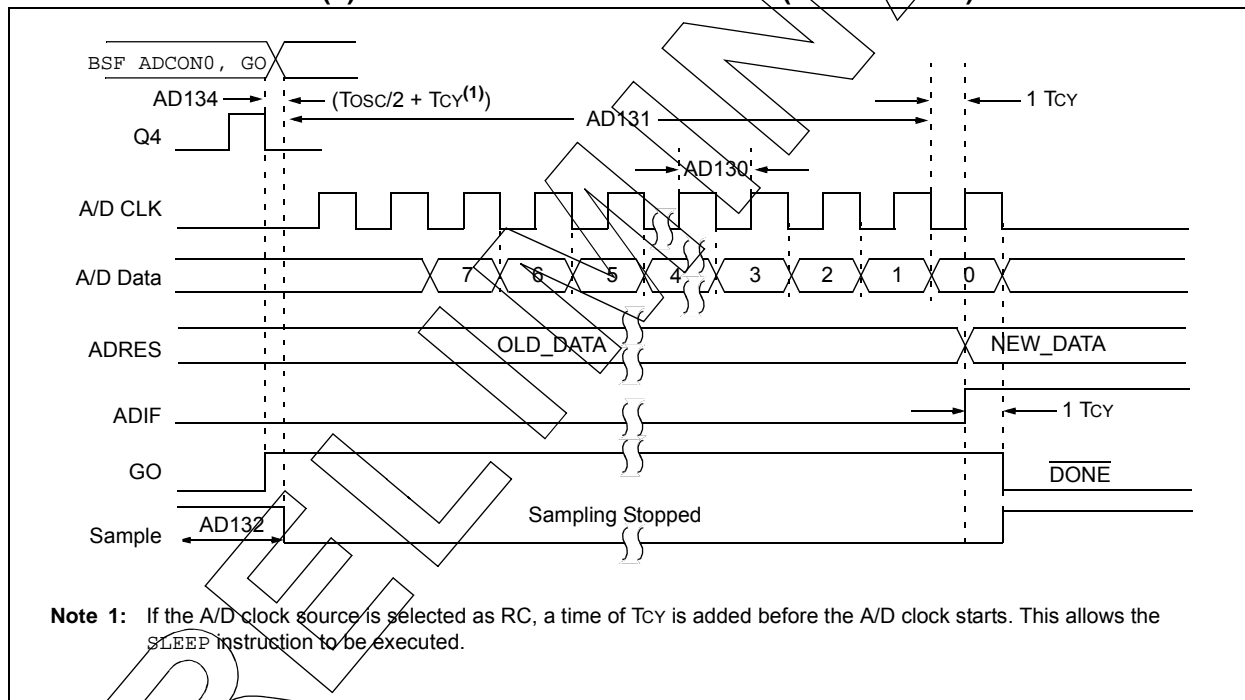 BSF ADCON0, GO
AD134
(TOSC/2 + TCY(1))
1 TCY
AD131
Q4
AD130
A/D CLK
A/D Data
7 6 5 4 3 2 1 0
ADRES
OLD_DATA
NEW_DATA
ADIF
1 TCY
GO
DONE
Sample
AD132
Sampling Stopped
Note 1: If the A/D clock source is selected as RC, a time of TCY is added before the A/D clock starts. This allows the
SLEEP instruction to be executed.